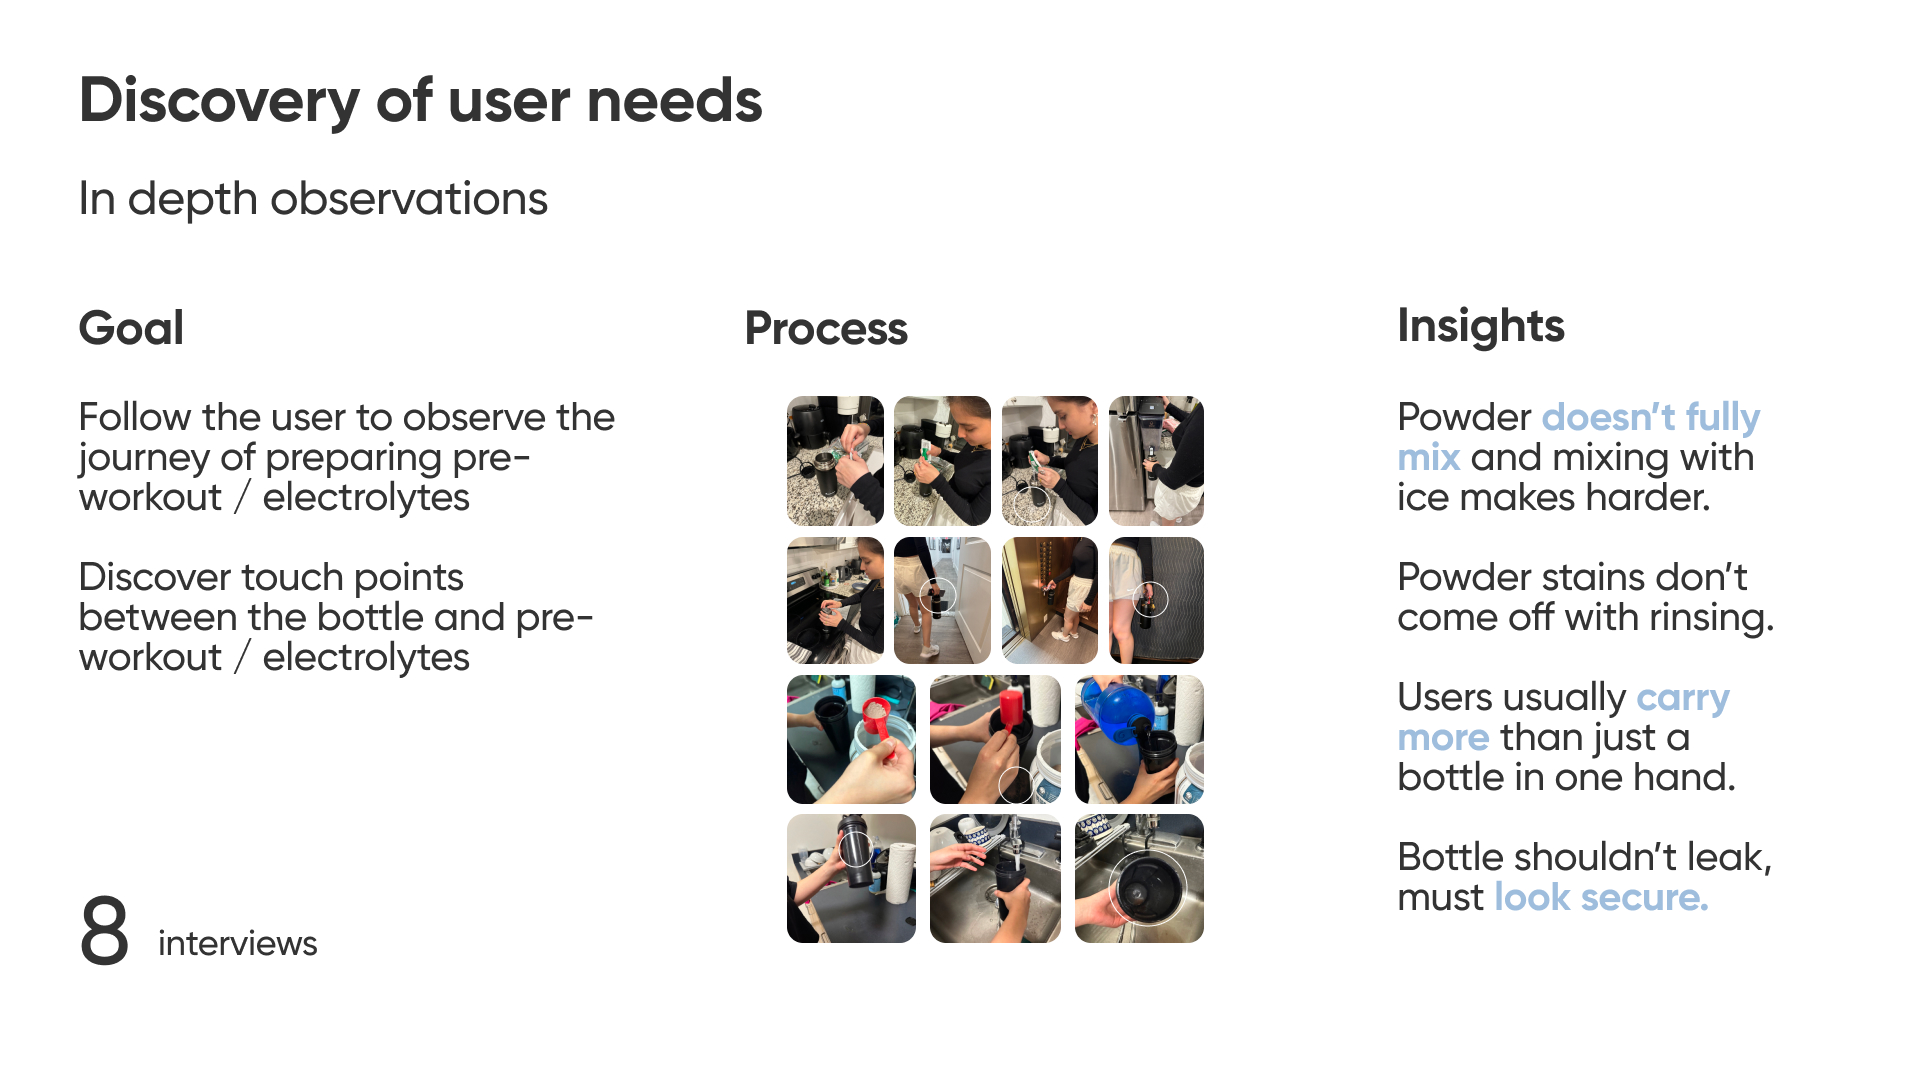 Discovery of user needs
In depth observations
Goal
Follow the user to observe the
journey of preparing pre-
workout / electrolytes
Discover touch points
between the bottle and pre-
workout / electrolytes
8 interviews
Process
Insights
Powder doesn’t fully
mix and mixing with
ice makes harder.
Powder stains don’t
come off with rinsing.
Users usually carry
more than just a
bottle in one hand.
Bottle shouldn’t leak,
must look secure.